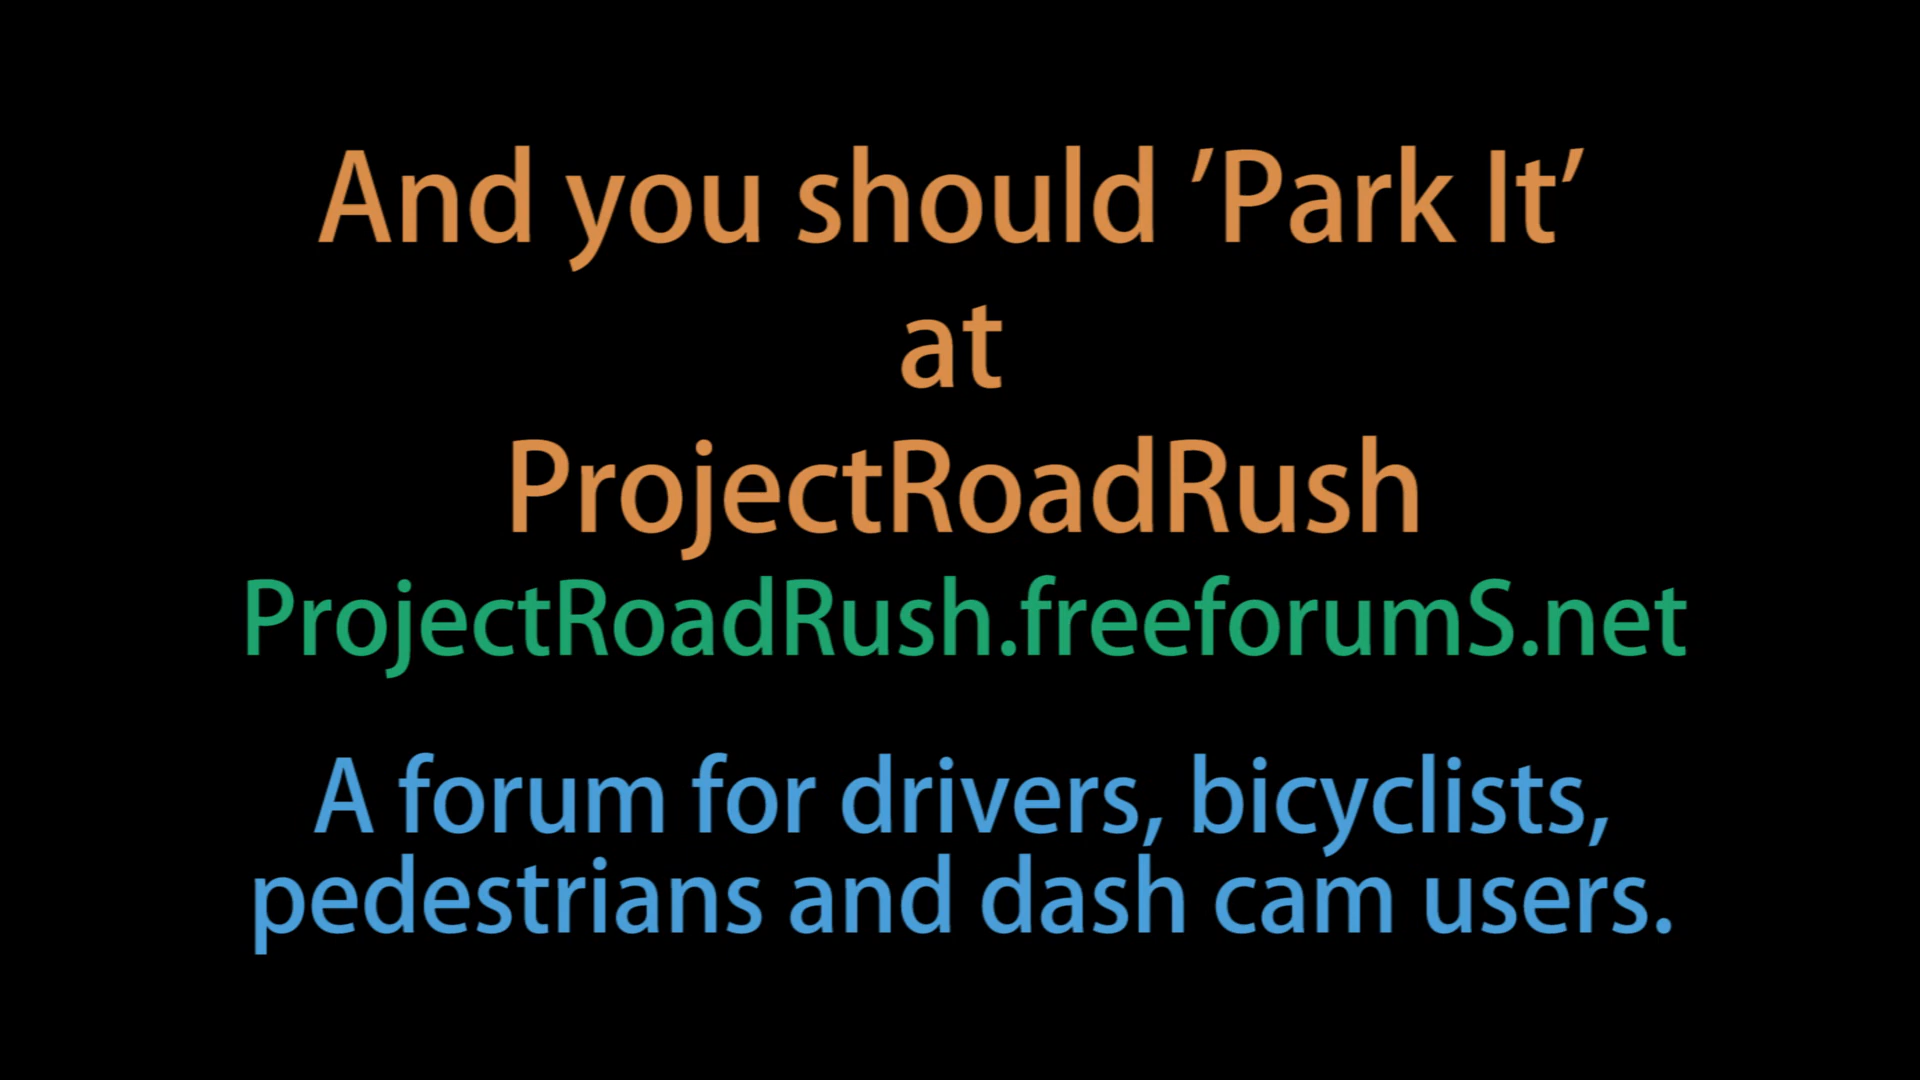 And you should ’Park It’
at
ProjectRoadRush
ProjectRoadRush.freeforumS.net
A forum for drivers, bicyclists,
pedestrians and dash cam users.